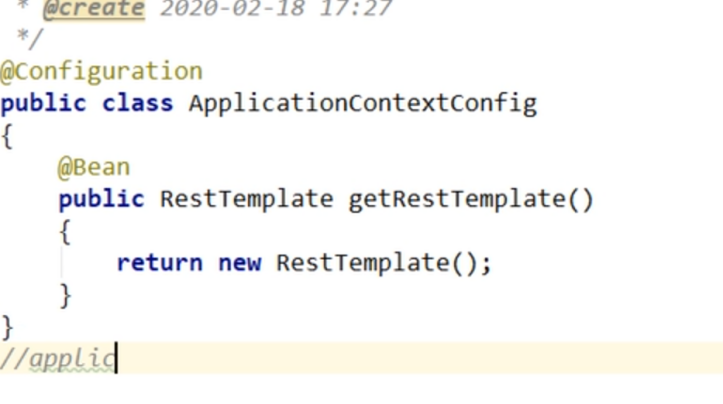 * @create 2020-02-18 17:27
*/
@Configuration
public class ApplicationContextConfig
{
@Bean
public RestTemplate getRestTemplate()
{
return new RestTemplate();
}
}
//applic